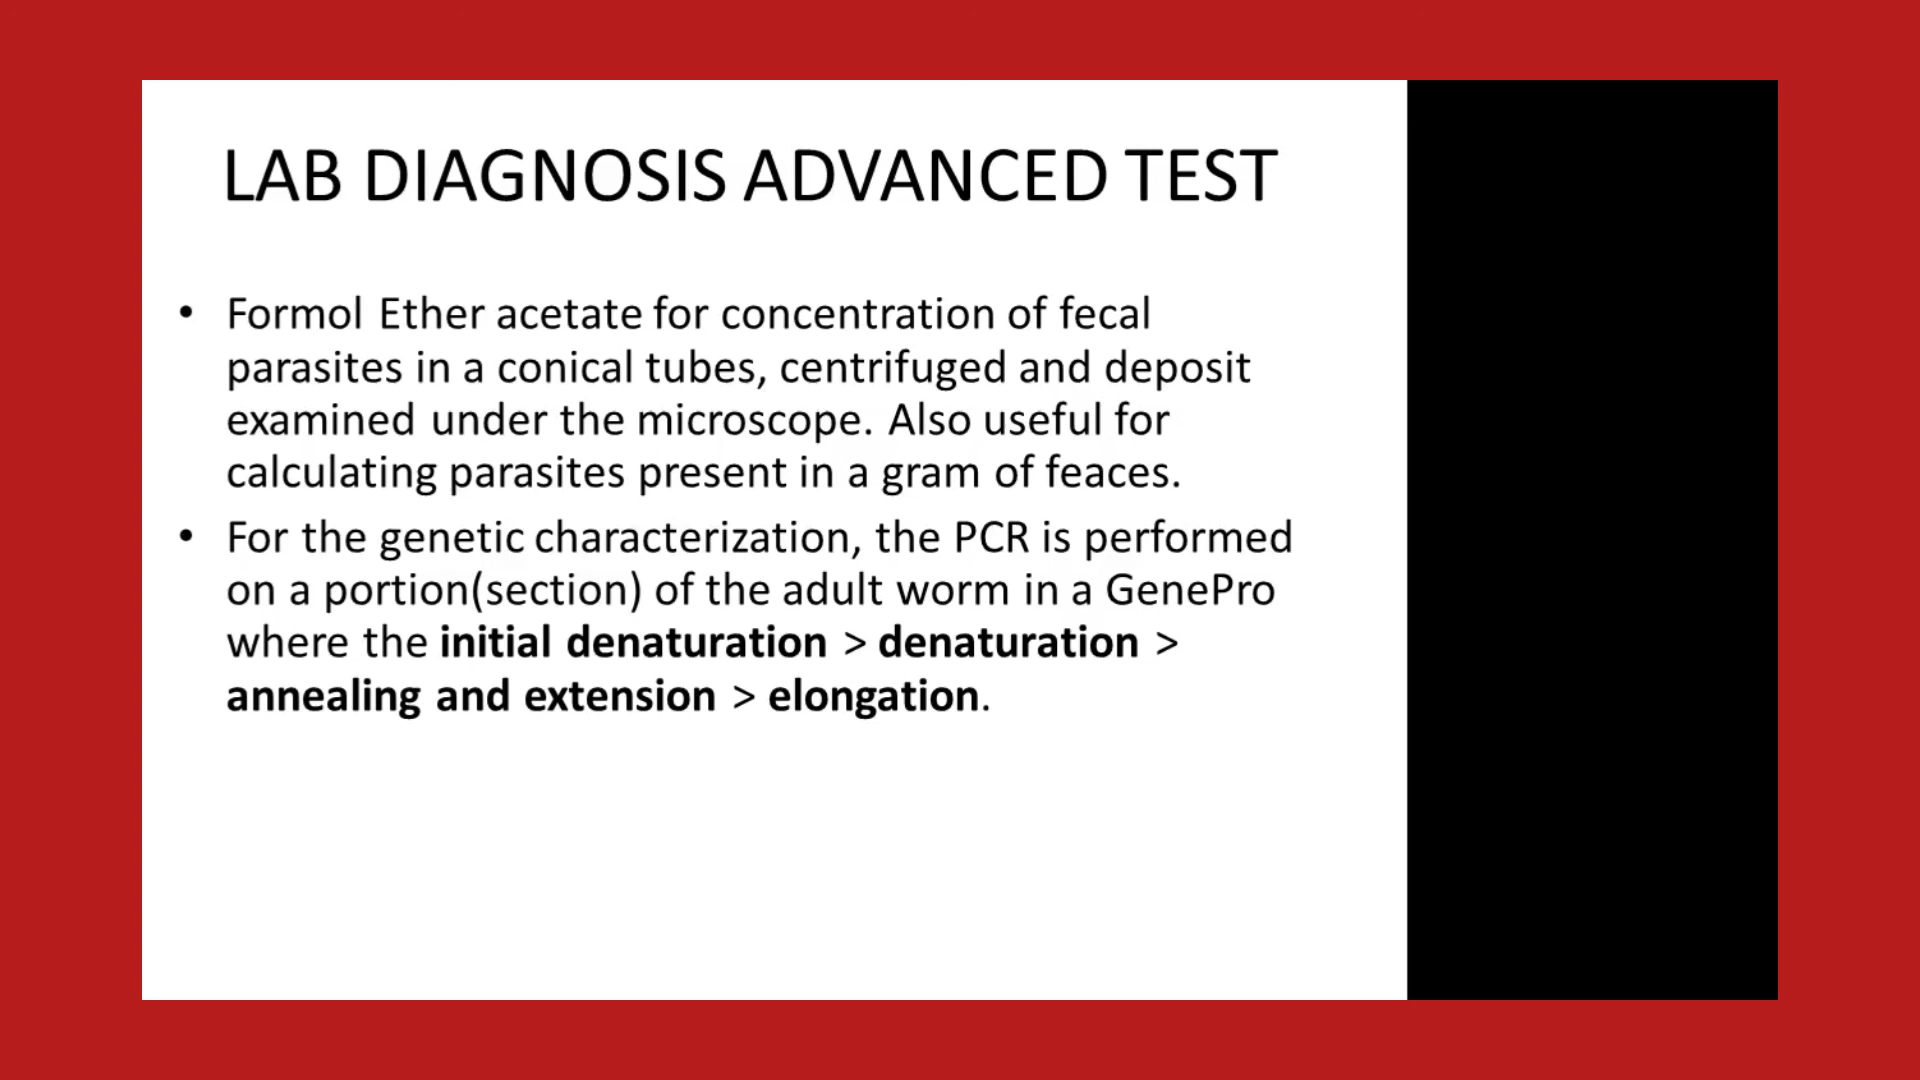 LAB DIAGNOSIS ADVANCED TEST
• Formol Ether acetate for concentration of fecal
parasites in a conical tubes, centrifuged and deposit
examined under the microscope. Also useful for
calculating parasites present in a gram of feaces.
• For the genetic characterization, the PCR is performed
on a portion(section) of the adult worm in a GenePro
where the initial denaturation > denaturation >
annealing and extension > elongation.